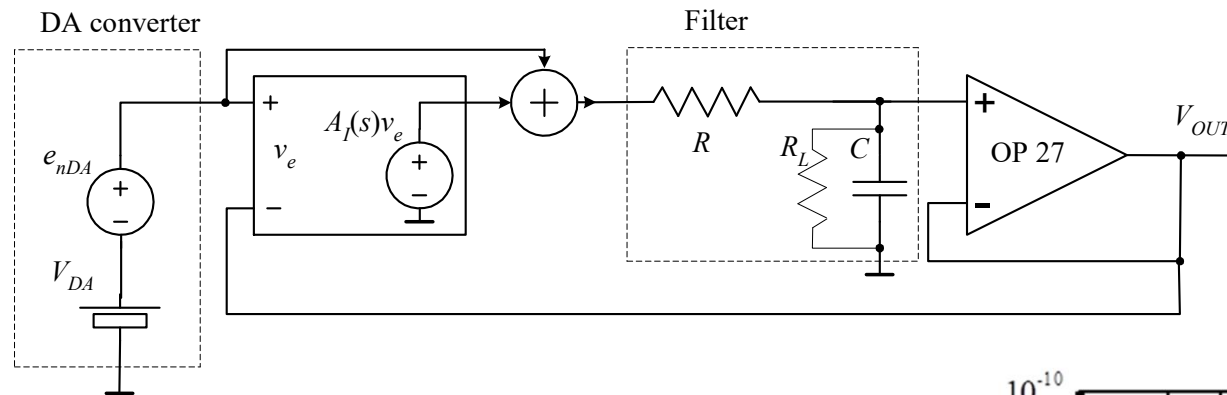 DA converter
Filter
e_nDA
V_DA
+
−
+
−
v_e
A_I(s)v_e
+
−
+
R
R_L
C
+
-
OP 27
V_OUT
10^-10